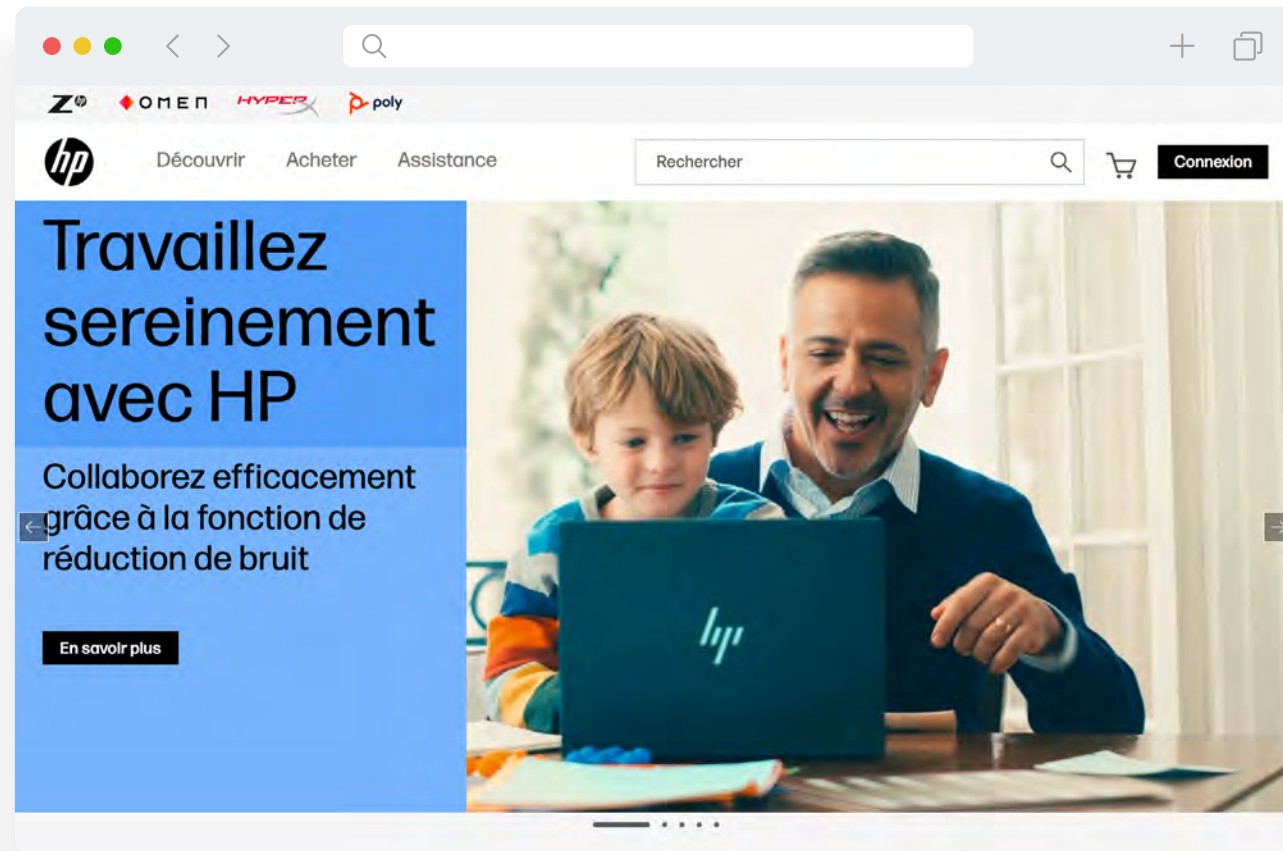 Z hp OMEN HYPERX poly
hp Découvrir Acheter Assistance Rechercher Connexion
Travaillez
sereinement
avec HP
Collaborez efficacement
grâce à la fonction de
réduction de bruit
En savoir plus
hp